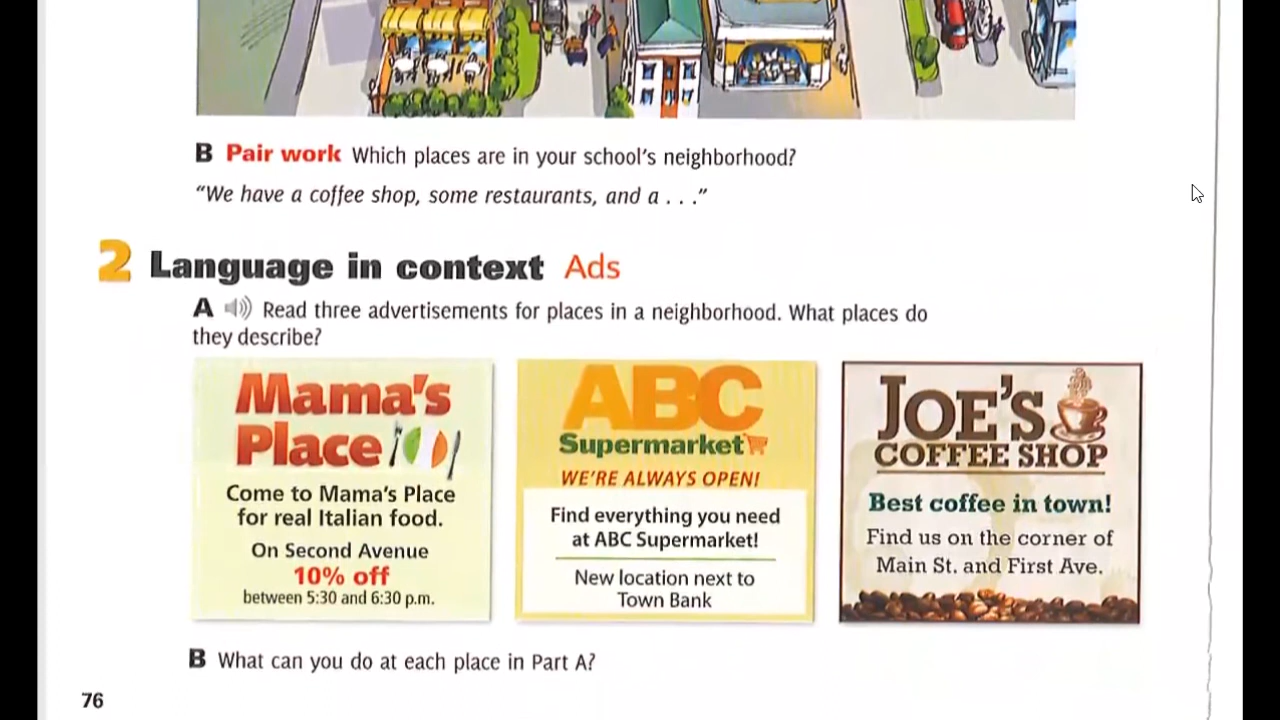 B Pair work Which places are in your school's neighborhood?
"We have a coffee shop, some restaurants, and a . . ."
2 Language in context Ads
A Read three advertisements for places in a neighborhood. What places do
they describe?
Mama's
Place
Come to Mama's Place
for real Italian food.
On Second Avenue
10% off
between 5:30 and 6:30 p.m.
ABC
Supermarket
WE'RE ALWAYS OPEN!
Find everything you need
at ABC Supermarket!
New location next to
Town Bank
JOE'S
COFFEE SHOP
Best coffee in town!
Find us on the corner of
Main St. and First Ave.
B What can you do at each place in Part A?
76